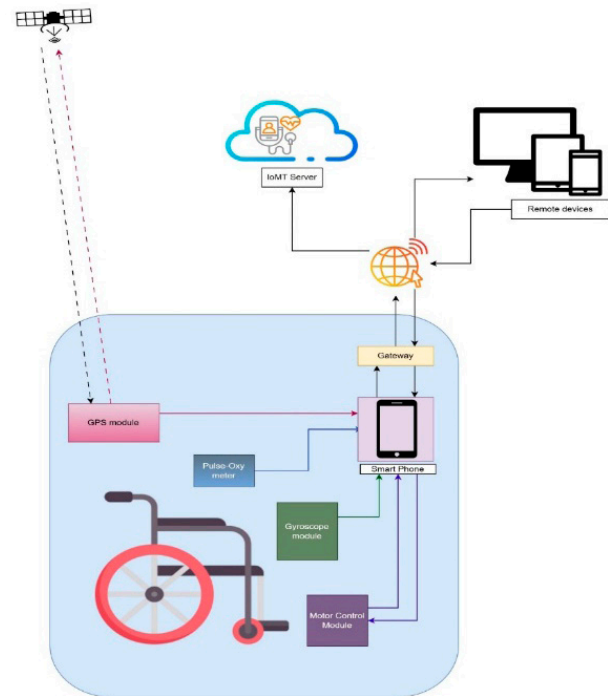 IoMT Server
Remote devices
Gateway
GPS module
Smart Phone
Pulse-Oxy
meter
Gyroscope
module
Motor Control
Module